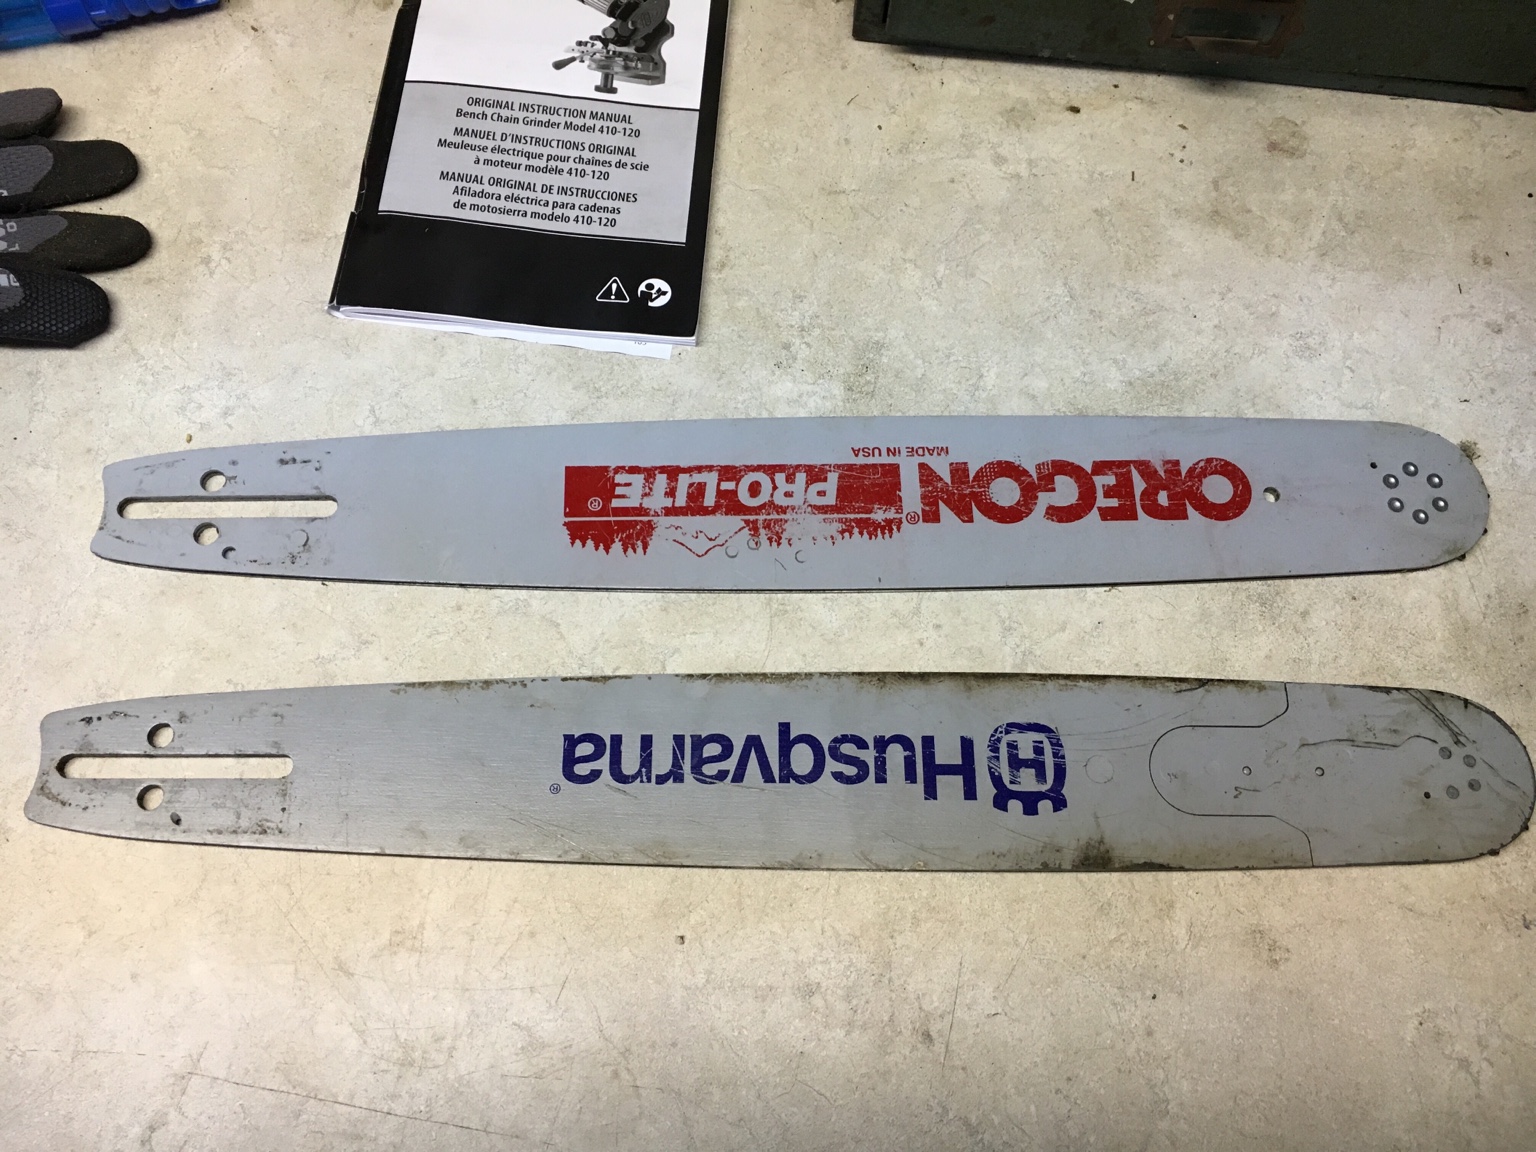 ORIGINAL INSTRUCTION MANUAL
Bench Chain Grinder Model 410-120
MANUEL D'INSTRUCTIONS ORIGINAL
Meuleuse électrique pour chaînes de scie
à moteur modèle 410-120
MANUAL ORIGINAL DE INSTRUCCIONES
Afiladora eléctrica para cadenas
de motosierra modelo 410-120
OREGON®
PRO-LITE®
MADE IN USA
H Husqvarna®